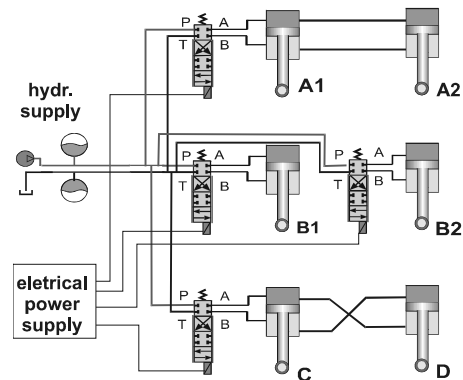 P A
T B
A1 A2
hydr.
supply
P A
T B
B1
P A
T B
B2
eletrical
power
supply
P A
T B
C D